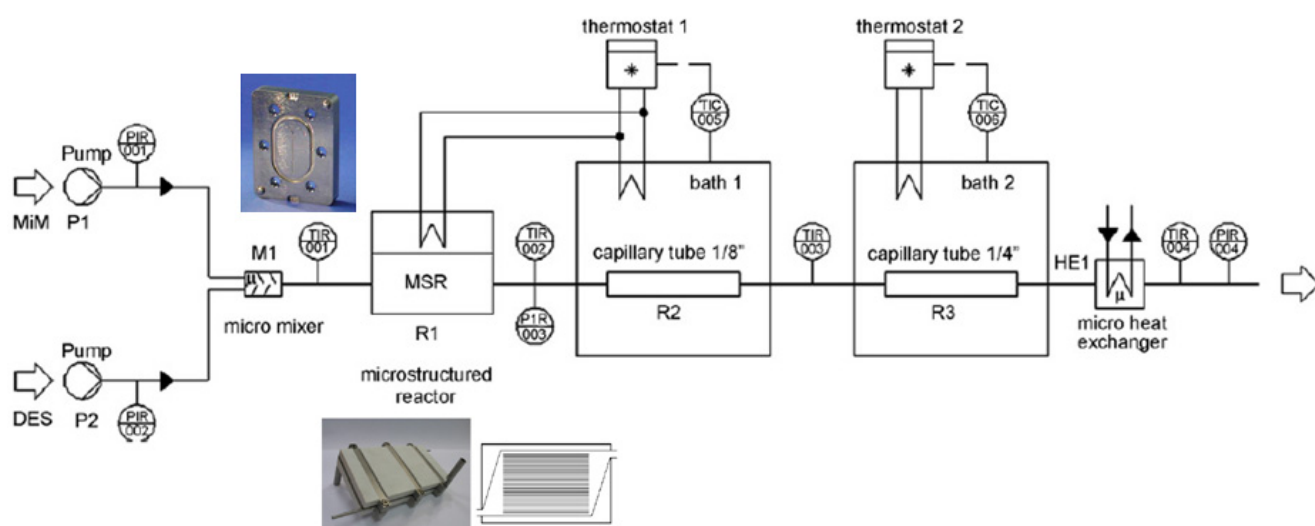 thermostat 1
thermostat 2
TIC
005
TIC
006
Pump
PIR
001
MiM
P1
bath 1
bath 2
M1
TIR
001
TIR
002
capillary tube 1/8"
TIR
003
capillary tube 1/4"
HE1
TIR
004
PIR
004
μ
MSR
R2
R3
μ
micro mixer
R1
P1R
003
micro heat
exchanger
Pump
DES
P2
PIR
002
microstructured
reactor